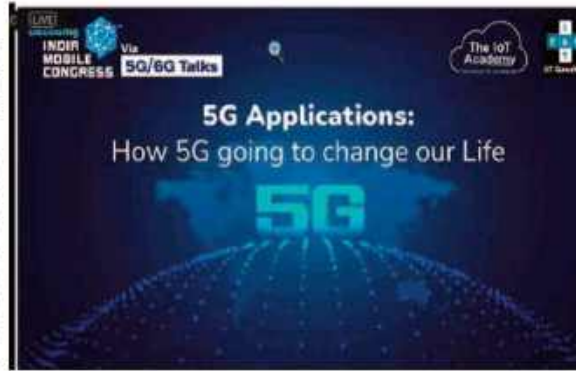 LIVE
INDIA
MOBILE
CONGRESS
Via
5G/6G Talks
The IoT
Academy
5G Applications:
How 5G going to change our Life
5G